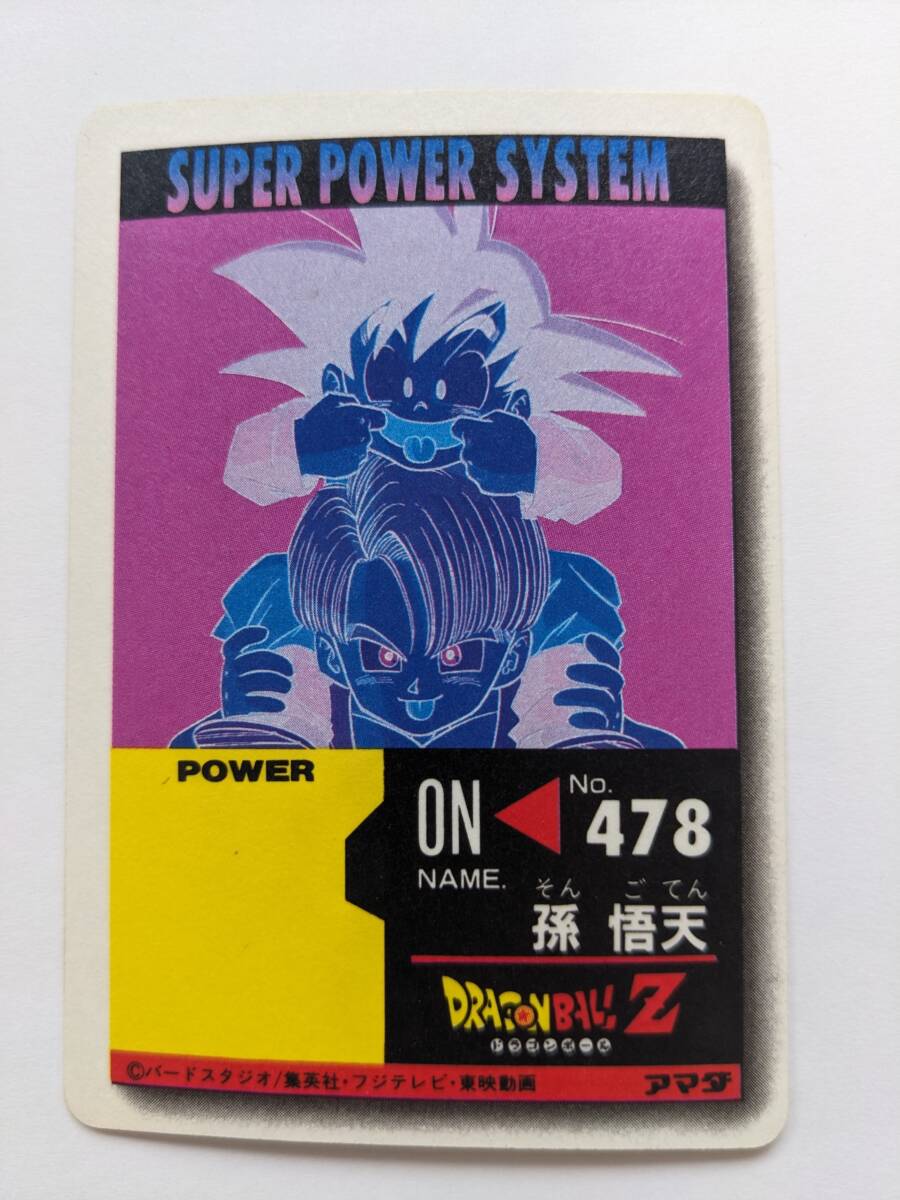 SUPER POWER SYSTEM
POWER
ON
No.
478
NAME.
そん ご てん
孫 悟天
DRAGON BALL Z
ドラゴンボール
©バードスタジオ/集英社・フジテレビ・東映動画
アマダ